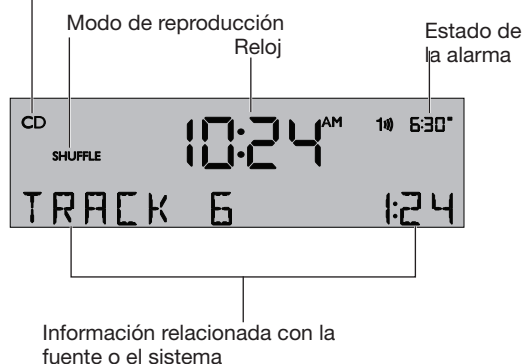 Modo de reproducción
Reloj
Estado de
la alarma
CD
SHUFFLE
10:24 AM
1 6:30
TRACK 6 1:24
Información relacionada con la
fuente o el sistema